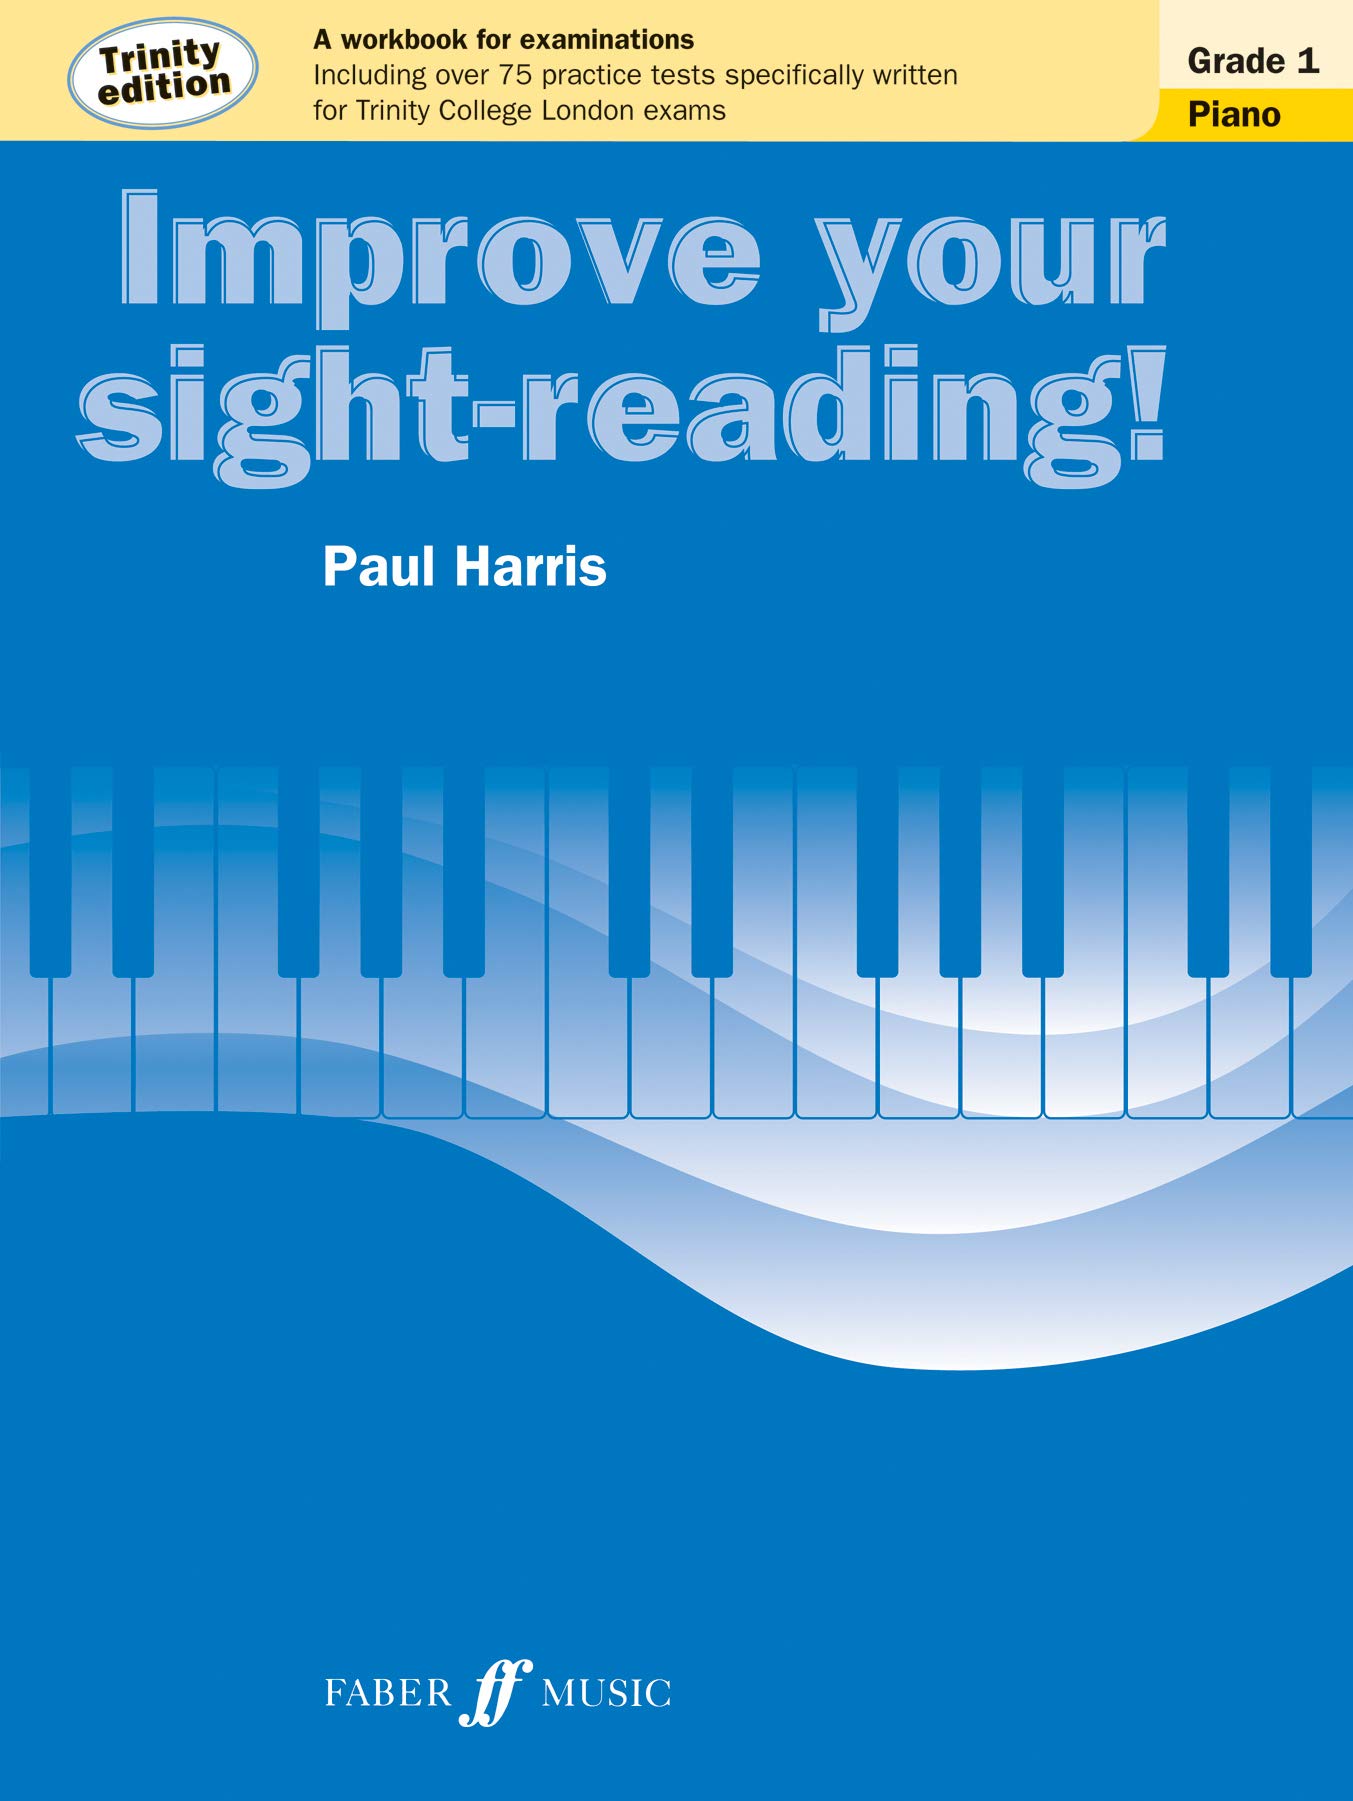 Trinity
edition
A workbook for examinations
Including over 75 practice tests specifically written
for Trinity College London exams
Grade 1
Piano
Improve your
sight-reading!
Paul Harris
FABER ff MUSIC